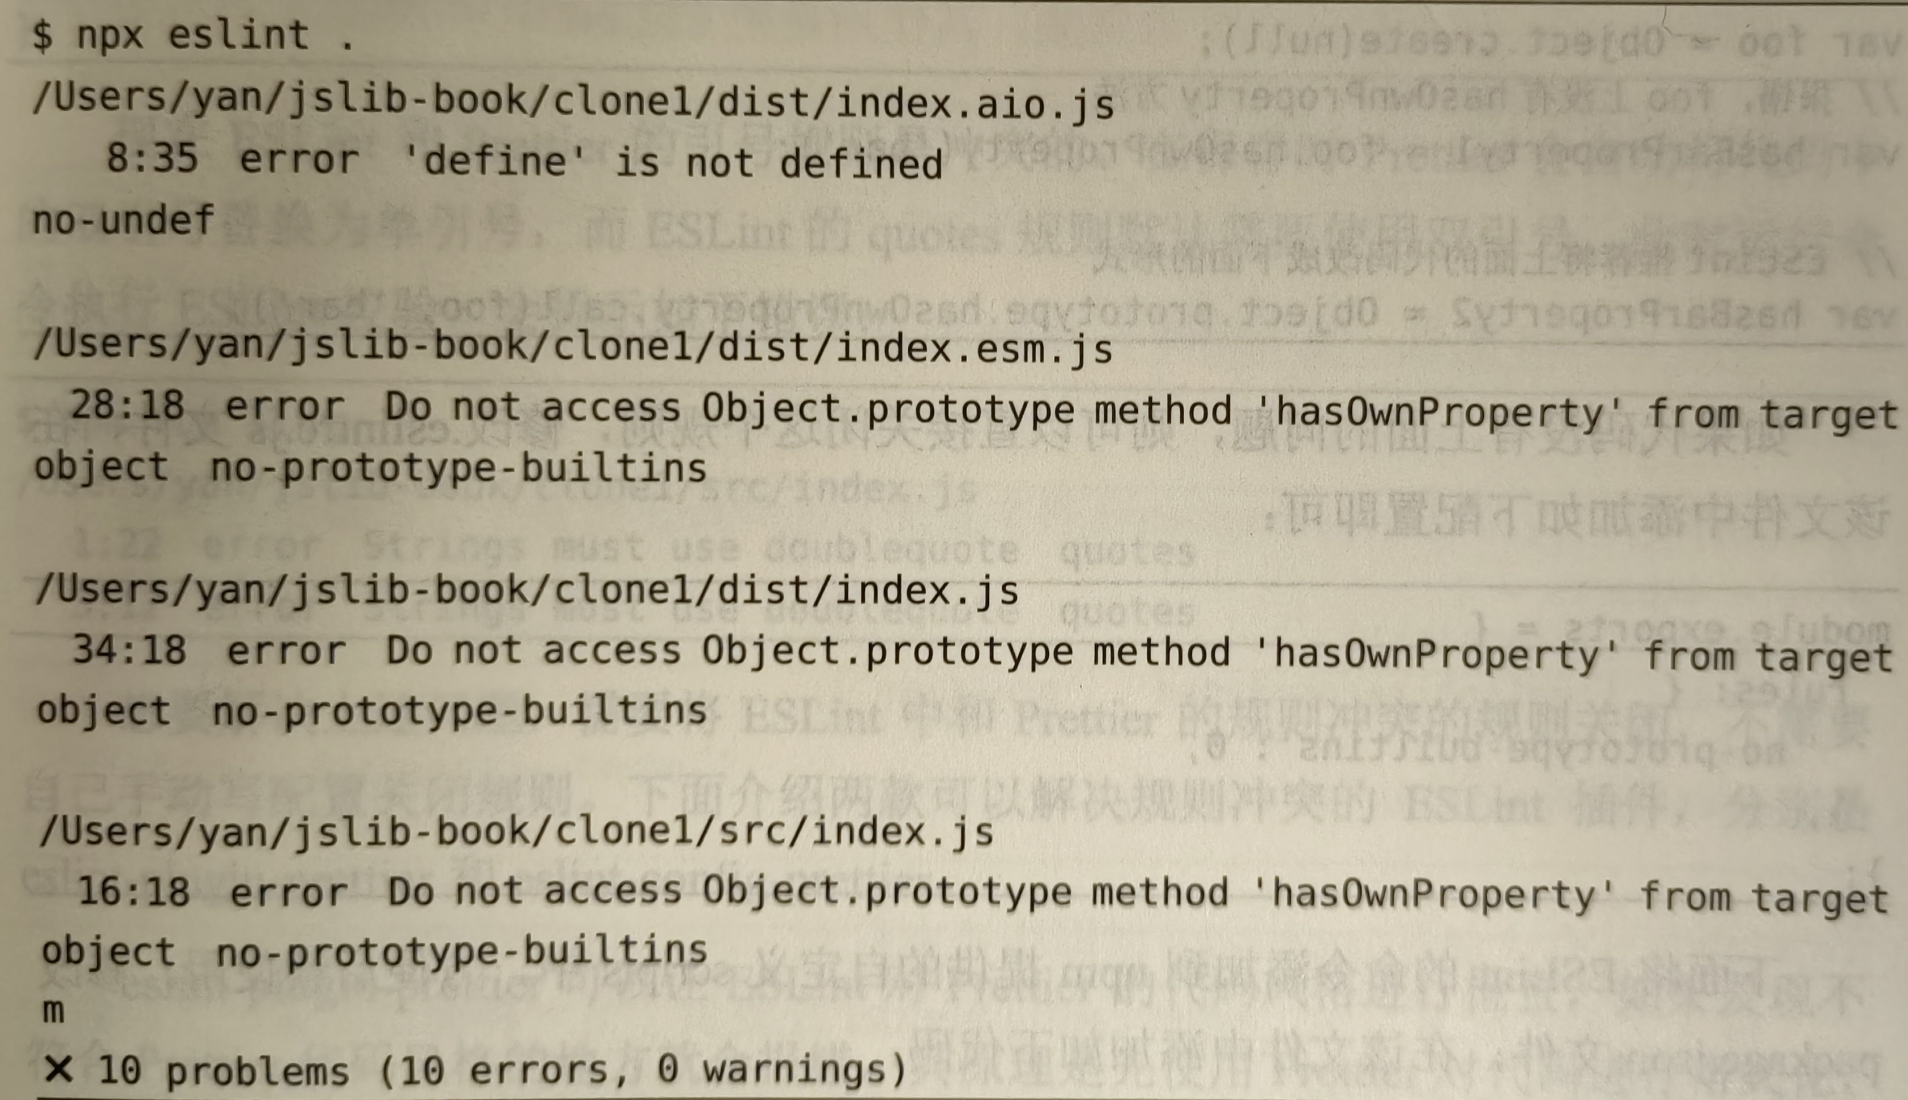 $ npx eslint .
/Users/yan/jslib-book/clone1/dist/index.aio.js
8:35 error 'define' is not defined
no-undef
/Users/yan/jslib-book/clone1/dist/index.esm.js
28:18 error Do not access Object.prototype method 'hasOwnProperty' from target
object no-prototype-builtins
/Users/yan/jslib-book/clone1/dist/index.js
34:18 error Do not access Object.prototype method 'hasOwnProperty' from target
object no-prototype-builtins
/Users/yan/jslib-book/clone1/src/index.js
16:18 error Do not access Object.prototype method 'hasOwnProperty' from target
object no-prototype-builtins
m
✕ 10 problems (10 errors, 0 warnings)